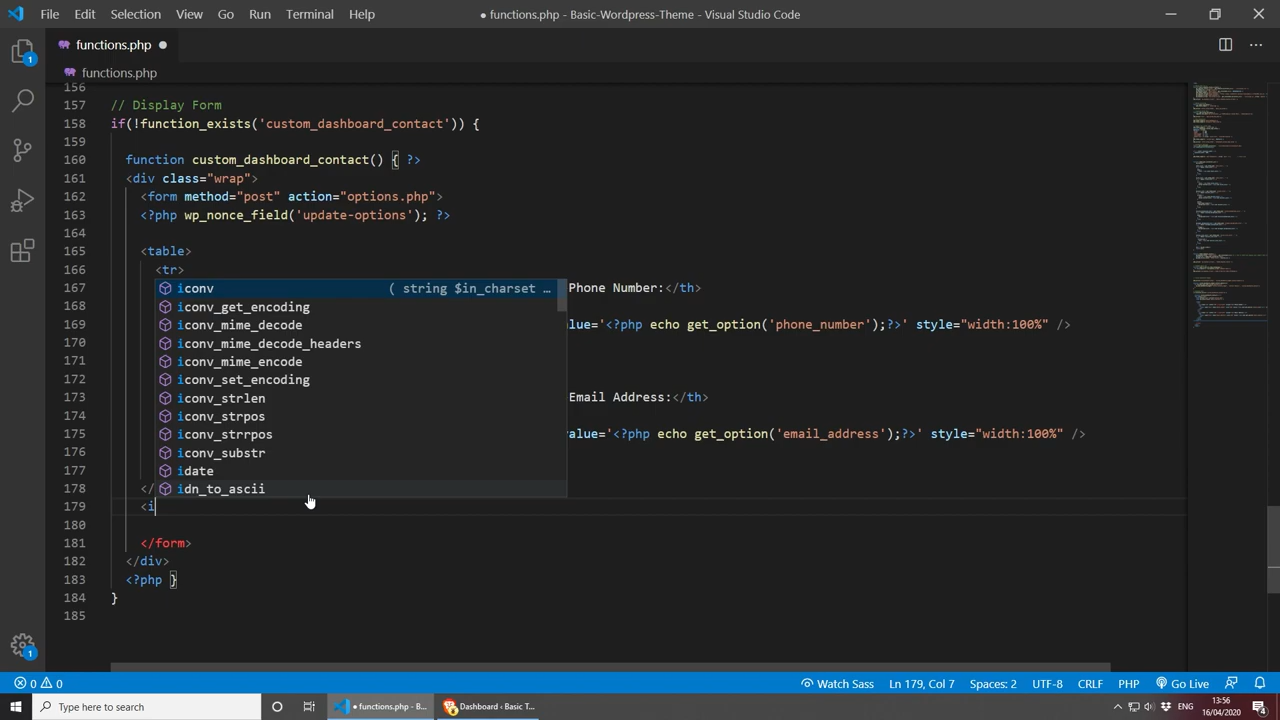 File Edit Selection View Go Run Terminal Help
● functions.php - Basic-Wordpress-Theme - Visual Studio Code
functions.php ●
functions.php
156
157 // Display Form
158 if(!function_exists('custom_dashboard_contact')) {
159
160 function custom_dashboard_contact() { ?>
161 <div class="wrap">
162 <form method="post" action="options.php"
163 <?php wp_nonce_field('update-options'); ?>
164
165 <table>
166 <tr>
167 iconv ( string $in_charset … Phone Number:</th>
168 iconv_get_encoding
169 iconv_mime_decode alue='<?php echo get_option('phone_number');?>' style="width:100%" />
170 iconv_mime_decode_headers
171 iconv_mime_encode
172 iconv_set_encoding
173 iconv_strlen Email Address:</th>
174 iconv_strpos
175 iconv_strrpos alue='<?php echo get_option('email_address');?>' style="width:100%" />
176 iconv_substr
177 idate
178 </ idn_to_ascii
179 <i
180
181 </form>
182 </div>
183 <?php }
184 }
185
1
1
0 0 Watch Sass Ln 179, Col 7 Spaces: 2 UTF-8 CRLF PHP Go Live
Type here to search ● functions.php - B... Dashboard ‹ Basic T... ENG 13:56
16/04/2020 4